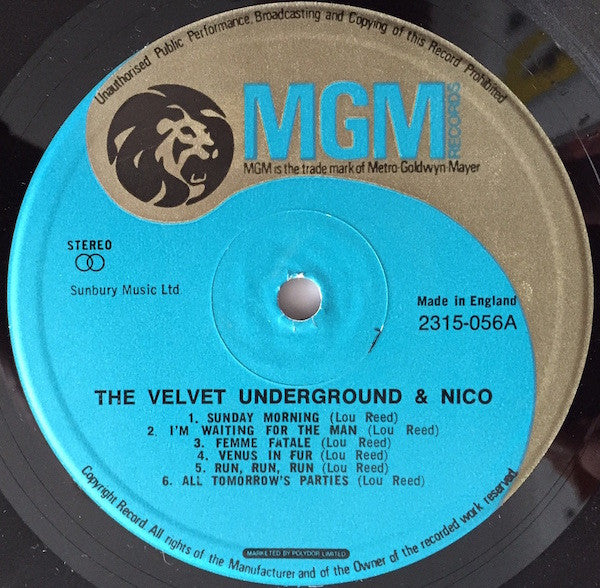 Unauthorised Public Performance, Broadcasting and Copying of this Record Prohibited
MGM
RECORDS
MGM is the trade mark of Metro-Goldwyn-Mayer
STEREO
Sunbury Music Ltd
Made in England
2315-056A
THE VELVET UNDERGROUND & NICO
1. SUNDAY MORNING (Lou Reed)
2. I'M WAITING FOR THE MAN (Lou Reed)
3. FEMME FATALE (Lou Reed)
4. VENUS IN FUR (Lou Reed)
5. RUN, RUN, RUN (Lou Reed)
6. ALL TOMORROW'S PARTIES (Lou Reed)
MARKETED BY POLYDOR LIMITED
Copyright Record All rights of the Manufacturer and of the Owner of the recorded work reserved.